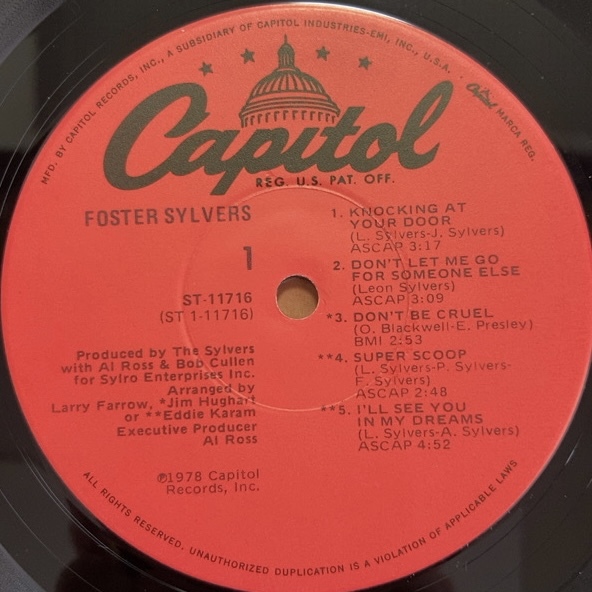 MFD. BY CAPITOL RECORDS, INC., A SUBSIDIARY OF CAPITOL INDUSTRIES-EMI, INC., U.S.A. · Capitol MARCA REG.
Capitol
REG. U.S. PAT. OFF.
FOSTER SYLVERS
1
ST-11716
(ST 1-11716)
Produced by The Sylvers
with Al Ross & Bob Cullen
for Sylro Enterprises Inc.
Arranged by
Larry Farrow, *Jim Hughart
or **Eddie Karam
Executive Producer
Al Ross
℗1978 Capitol
Records, Inc.
1. KNOCKING AT
YOUR DOOR
(L. Sylvers-J. Sylvers)
ASCAP 3:17
2. DON'T LET ME GO
FOR SOMEONE ELSE
(Leon Sylvers)
ASCAP 3:09
*3. DON'T BE CRUEL
(O. Blackwell-E. Presley)
BMI 2:53
**4. SUPER SCOOP
(L. Sylvers-P. Sylvers-
F. Sylvers)
ASCAP 2:48
**5. I'LL SEE YOU
IN MY DREAMS
(L. Sylvers-A. Sylvers)
ASCAP 4:52
ALL RIGHTS RESERVED. UNAUTHORIZED DUPLICATION IS A VIOLATION OF APPLICABLE LAWS